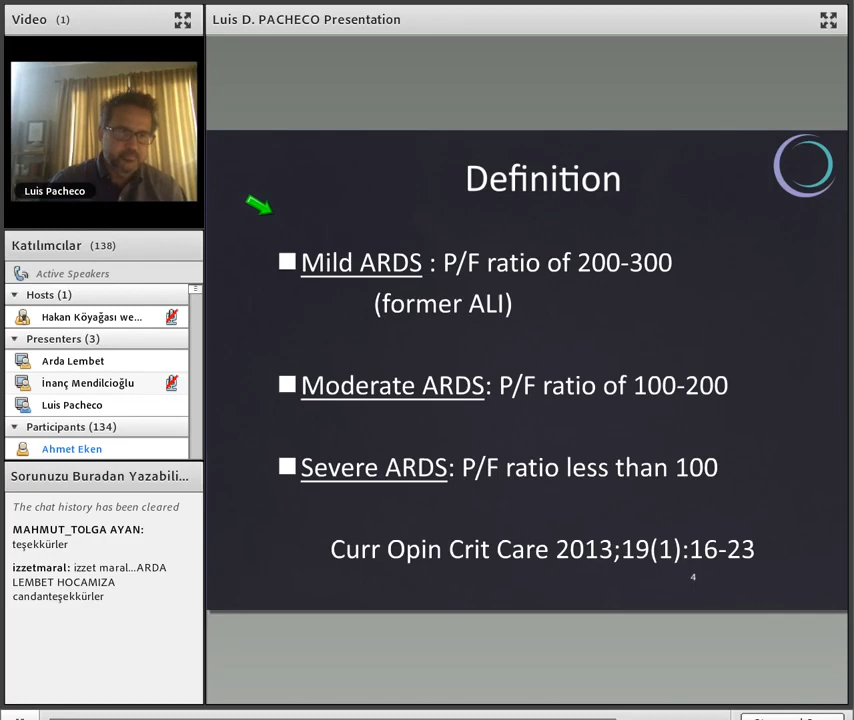 Video (1)
Luis Pacheco
Katılımcılar (138)
Active Speakers
Hosts (1)
Hakan Köyağası we...
Presenters (3)
Arda Lembet
İnanç Mendilcioğlu
Luis Pacheco
Participants (134)
Ahmet Eken
Sorunuzu Buradan Yazabili...
The chat history has been cleared
MAHMUT_TOLGA AYAN:
teşekkürler
izzetmaral: izzet maral...ARDA
LEMBET HOCAMIZA
candanteşekkürler
Luis D. PACHECO Presentation
Definition
Mild ARDS : P/F ratio of 200-300
(former ALI)
Moderate ARDS: P/F ratio of 100-200
Severe ARDS: P/F ratio less than 100
Curr Opin Crit Care 2013;19(1):16-23
4